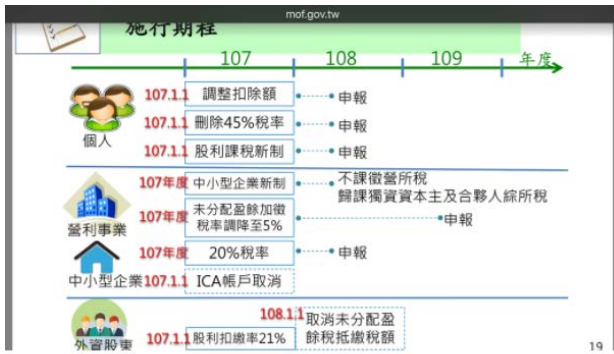 mof.gov.tw
施行期程
107 108 109 年度
107.1.1 調整扣除額 申報
107.1.1 刪除45%稅率 申報
個人
107.1.1 股利課稅新制 申報
107年度 中小型企業新制 不課徵營所稅
歸課獨資資本主及合夥人綜所稅
107年度 未分配盈餘加徵
稅率調降至5% 申報
營利事業
107年度 20%稅率 申報
中小型企業 107.1.1 ICA帳戶取消
108.1.1 取消未分配盈
餘稅抵繳稅額
外資股東 107.1.1 股利扣繳率21%
19